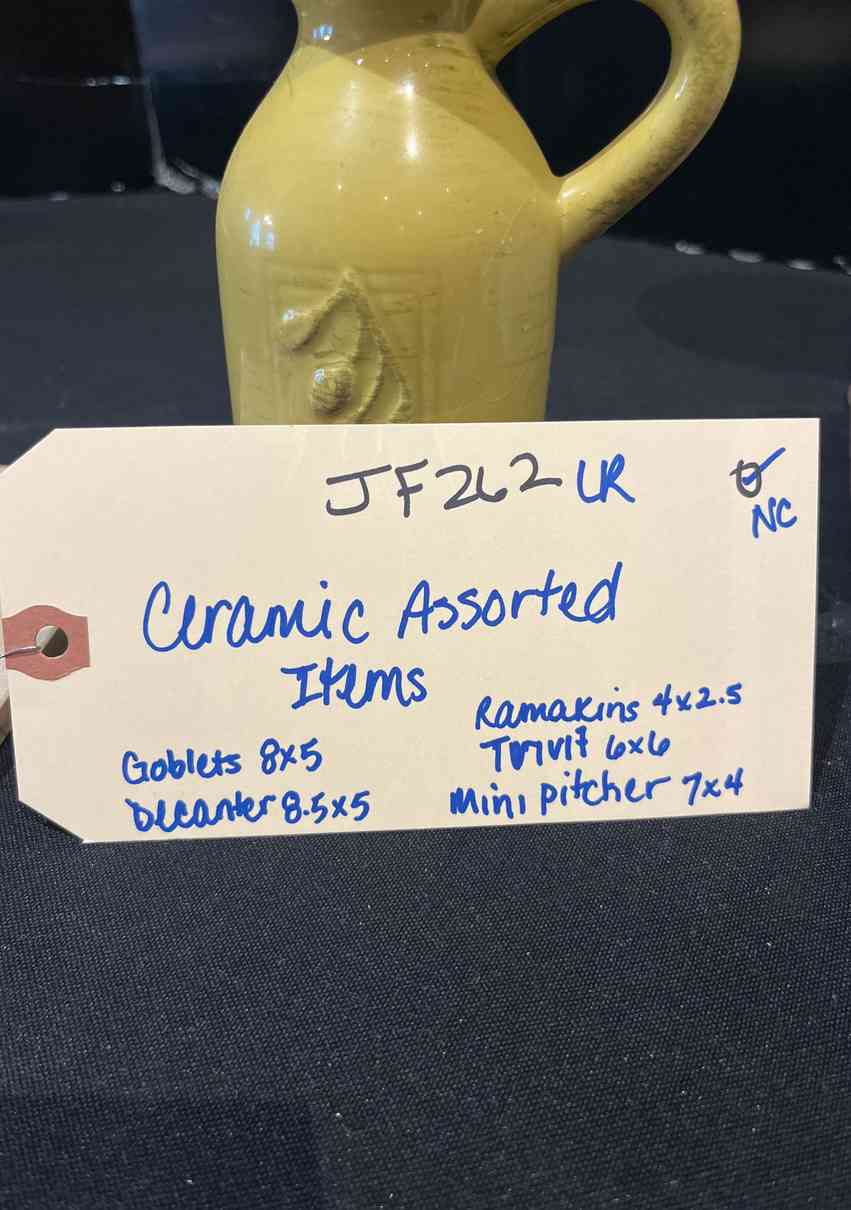 JF262 LR
NC
Ceramic Assorted
Items
Goblets 8x5
Decanter 8.5x5
Ramakins 4x2.5
Trivit 6x6
Mini pitcher 7x4